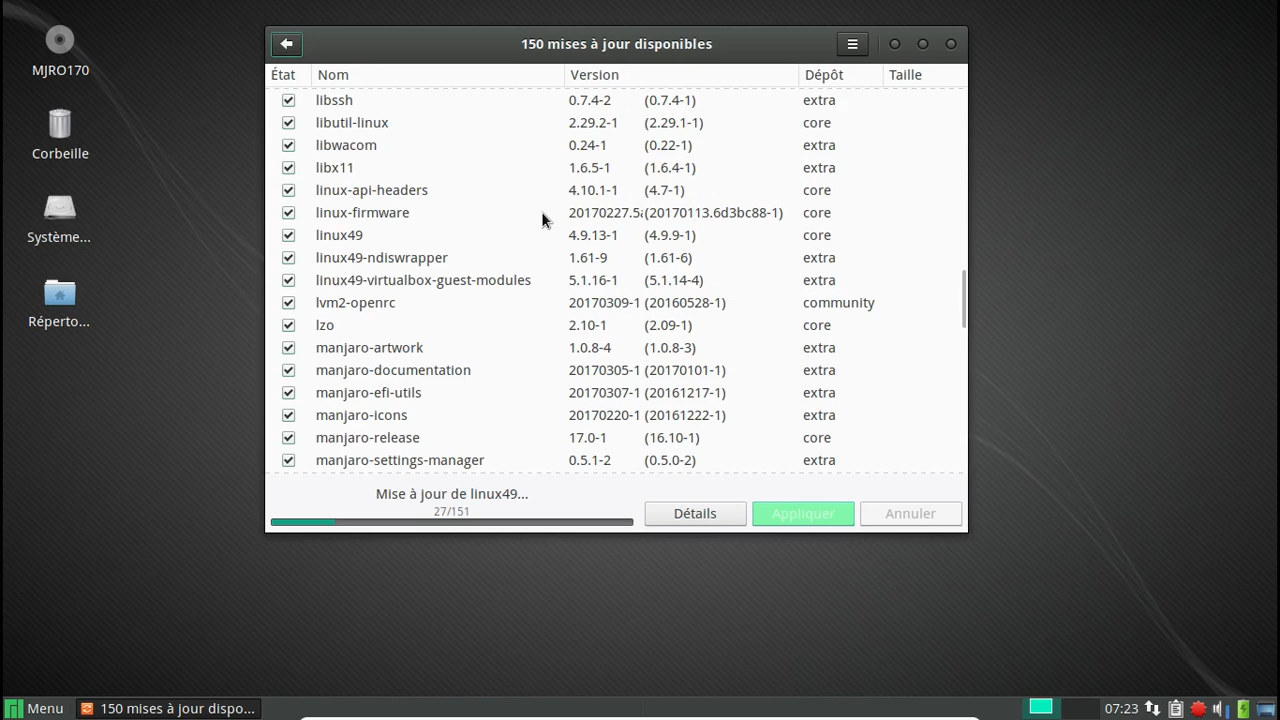 MJRO170
Corbeille
Système...
Réperto...
150 mises à jour disponibles
État Nom Version Dépôt Taille
libssh 0.7.4-2 (0.7.4-1) extra
libutil-linux 2.29.2-1 (2.29.1-1) core
libwacom 0.24-1 (0.22-1) extra
libx11 1.6.5-1 (1.6.4-1) extra
linux-api-headers 4.10.1-1 (4.7-1) core
linux-firmware 20170227.5a (20170113.6d3bc88-1) core
linux49 4.9.13-1 (4.9.9-1) core
linux49-ndiswrapper 1.61-9 (1.61-6) extra
linux49-virtualbox-guest-modules 5.1.16-1 (5.1.14-4) extra
lvm2-openrc 20170309-1 (20160528-1) community
lzo 2.10-1 (2.09-1) core
manjaro-artwork 1.0.8-4 (1.0.8-3) extra
manjaro-documentation 20170305-1 (20170101-1) extra
manjaro-efi-utils 20170307-1 (20161217-1) extra
manjaro-icons 20170220-1 (20161222-1) extra
manjaro-release 17.0-1 (16.10-1) core
manjaro-settings-manager 0.5.1-2 (0.5.0-2) extra
Mise à jour de linux49...
27/151
Détails Appliquer Annuler
Menu 150 mises à jour dispo... 07:23